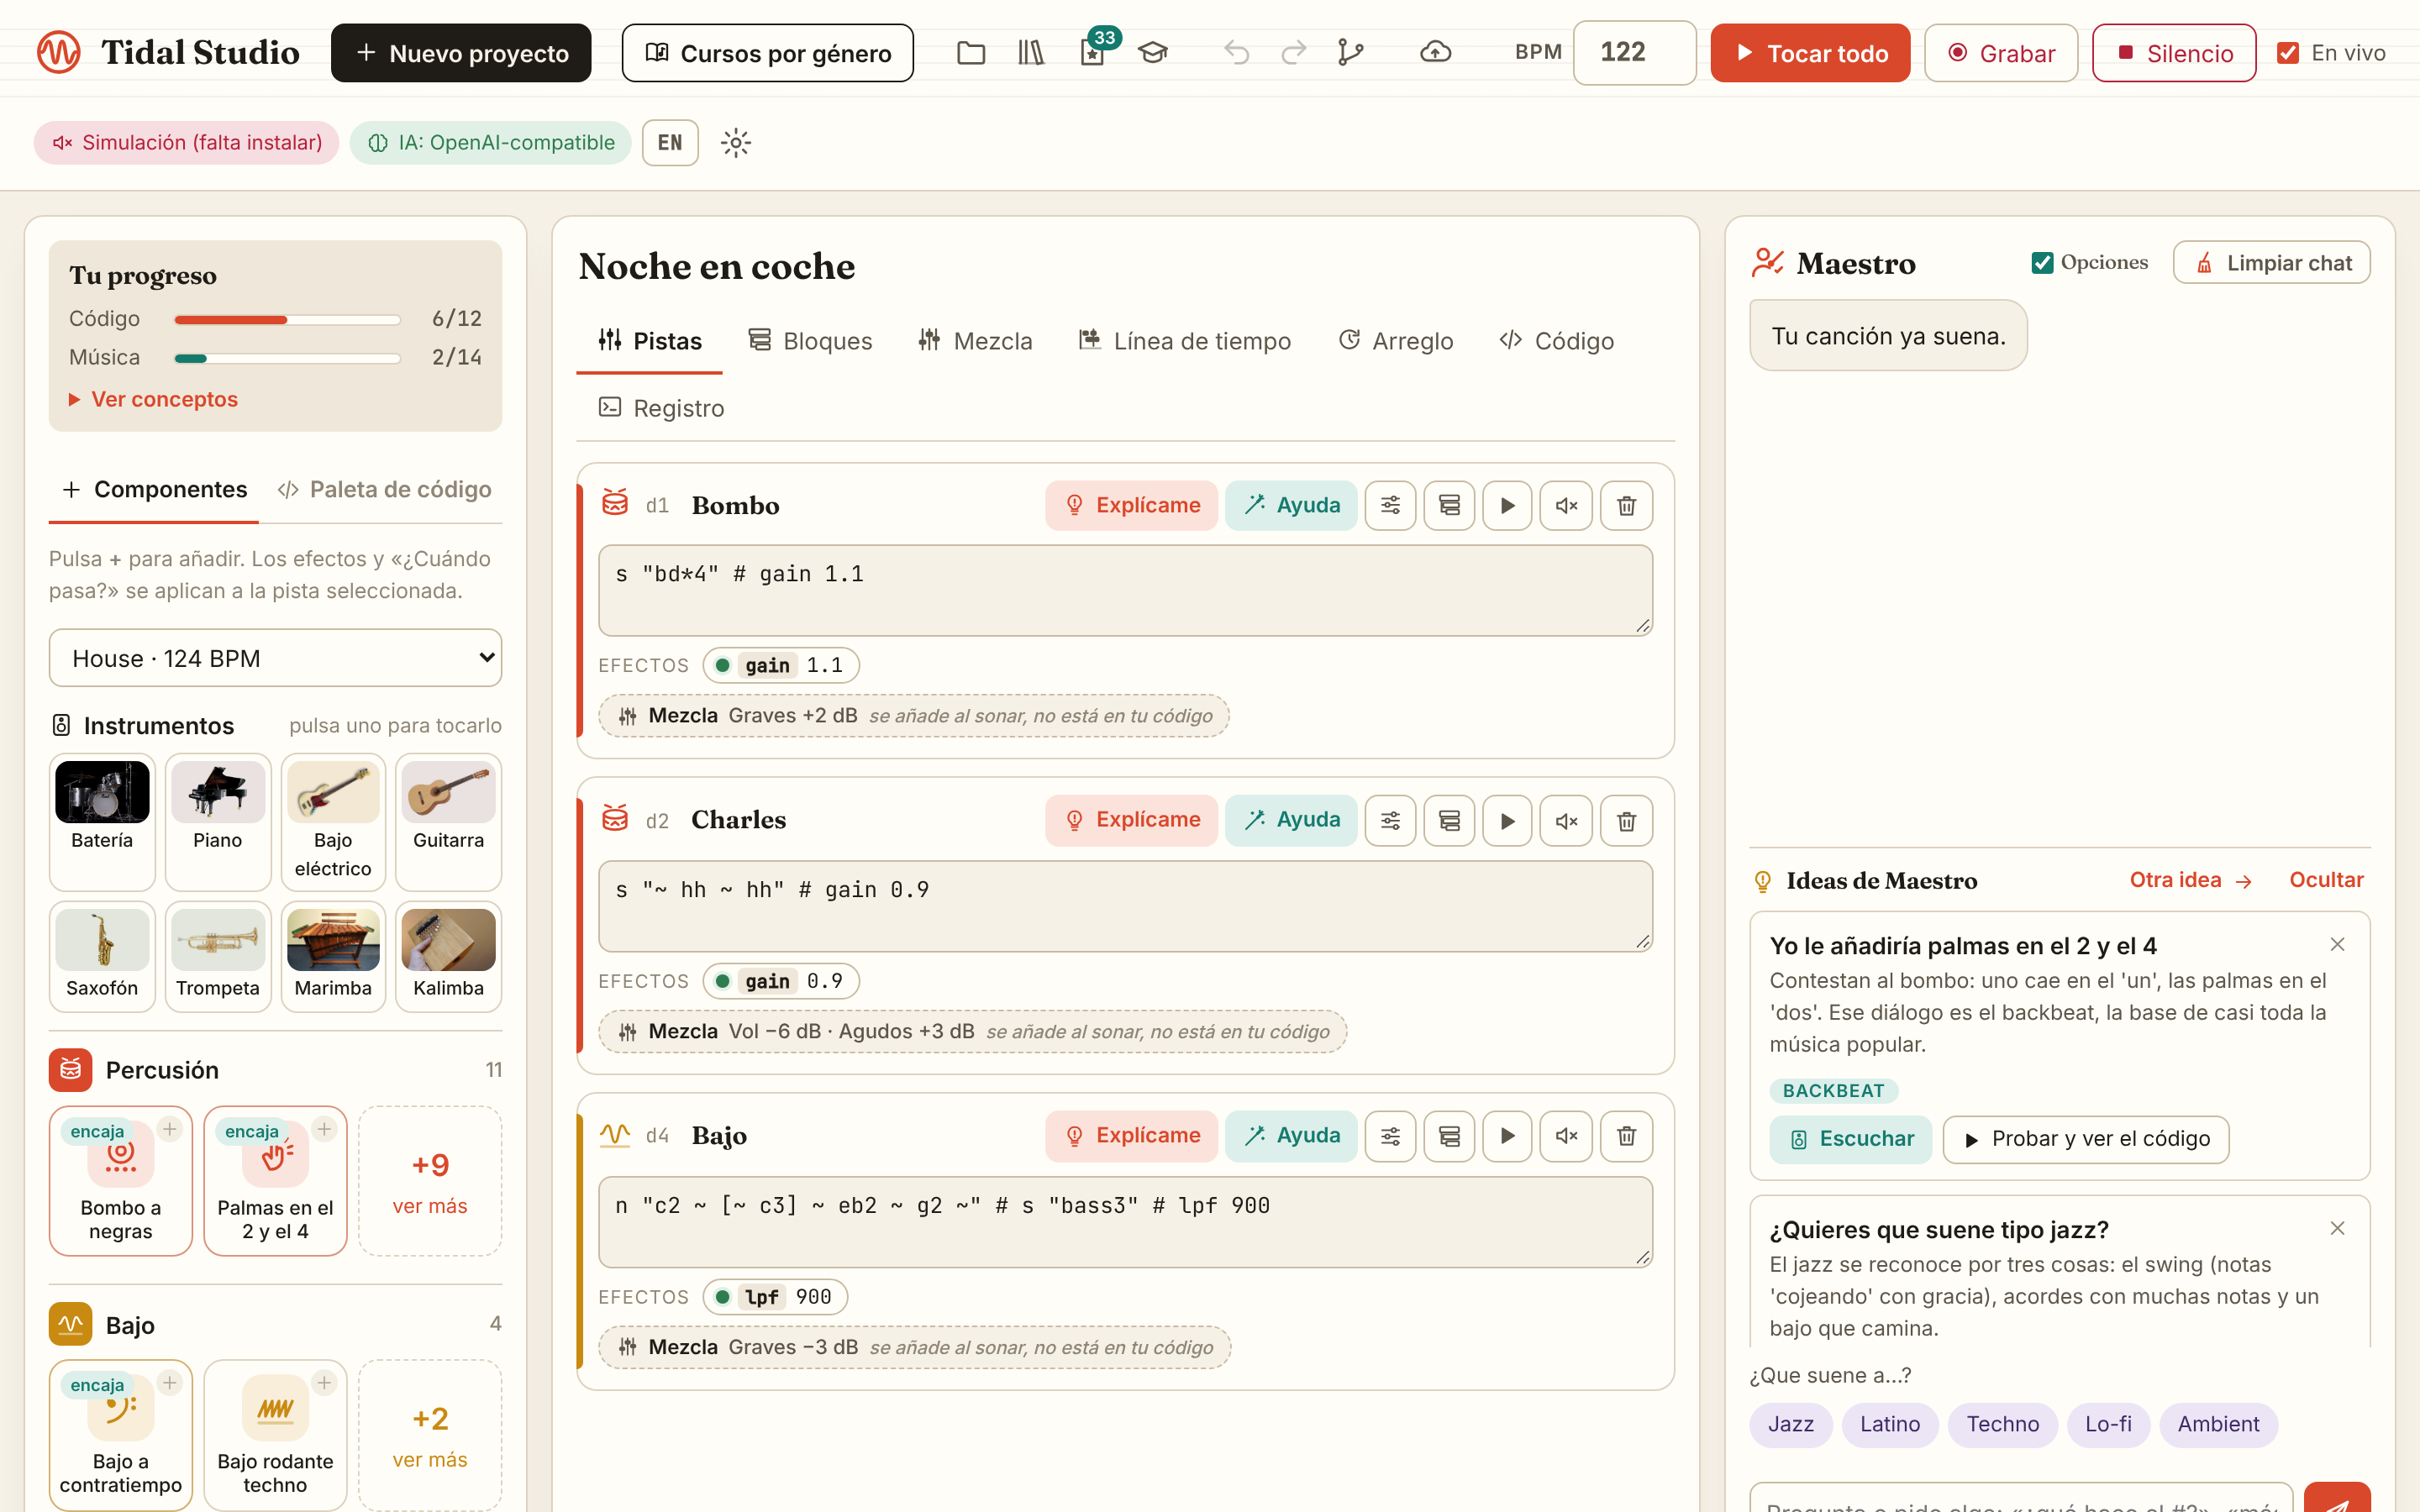 Tidal Studio
+ Nuevo proyecto
Cursos por género
33
BPM 122
Tocar todo
Grabar
Silencio
En vivo
Simulación (falta instalar)
IA: OpenAI-compatible
EN
Tu progreso
Código 6/12
Música 2/14
Ver conceptos
+ Componentes
</> Paleta de código
Pulsa + para añadir. Los efectos y «¿Cuándo
pasa?» se aplican a la pista seleccionada.
House · 124 BPM
Instrumentos
pulsa uno para tocarlo
Batería
Piano
Bajo
eléctrico
Guitarra
Saxofón
Trompeta
Marimba
Kalimba
Percusión 11
encaja
Bombo a
negras
encaja
Palmas en el
2 y el 4
+9
ver más
Bajo 4
encaja
Bajo a
contratiempo
Bajo rodante
techno
+2
ver más
Noche en coche
Pistas
Bloques
Mezcla
Línea de tiempo
Arreglo
</> Código
Registro
d1 Bombo
Explícame
Ayuda
s "bd*4" # gain 1.1
EFECTOS gain 1.1
Mezcla Graves +2 dB se añade al sonar, no está en tu código
d2 Charles
Explícame
Ayuda
s "~ hh ~ hh" # gain 0.9
EFECTOS gain 0.9
Mezcla Vol −6 dB · Agudos +3 dB se añade al sonar, no está en tu código
d4 Bajo
Explícame
Ayuda
n "c2 ~ [~ c3] ~ eb2 ~ g2 ~" # s "bass3" # lpf 900
EFECTOS lpf 900
Mezcla Graves −3 dB se añade al sonar, no está en tu código
Maestro
Opciones
Limpiar chat
Tu canción ya suena.
Ideas de Maestro
Otra idea →
Ocultar
Yo le añadiría palmas en el 2 y el 4
Contestan al bombo: uno cae en el 'un', las palmas en el
'dos'. Ese diálogo es el backbeat, la base de casi toda la
música popular.
BACKBEAT
Escuchar
Probar y ver el código
¿Quieres que suene tipo jazz?
El jazz se reconoce por tres cosas: el swing (notas
'cojeando' con gracia), acordes con muchas notas y un
bajo que camina.
¿Que suene a...?
Jazz
Latino
Techno
Lo-fi
Ambient